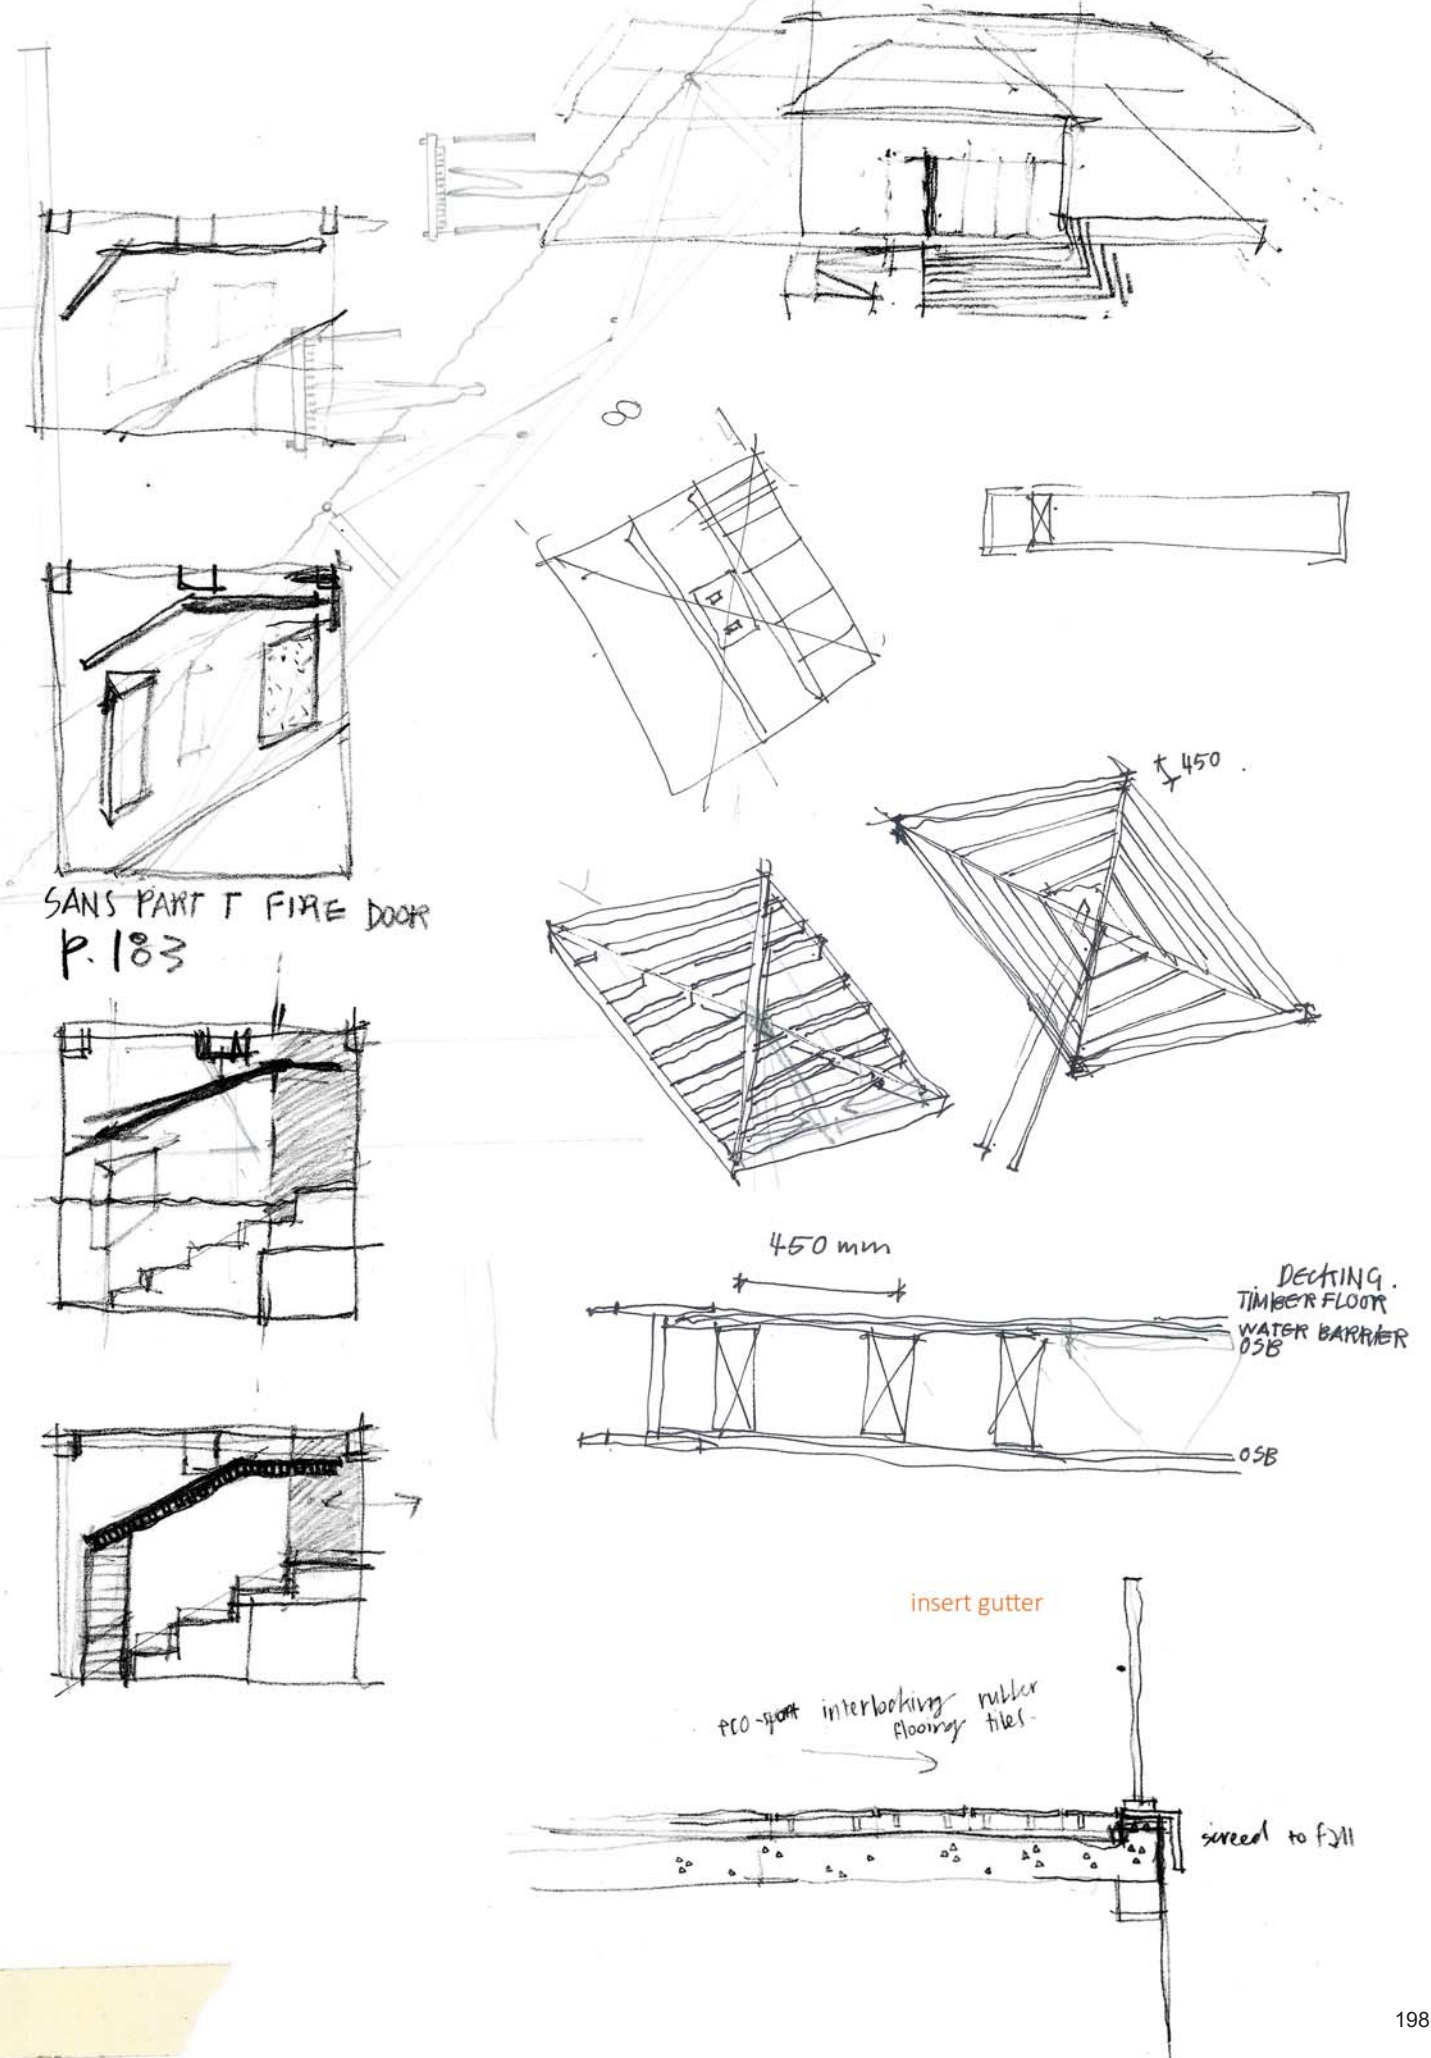 SANS PART T FIRE DOOR
P. 183
450
450 mm
DECKING.
TIMBER FLOOR
WATER BARRIER
OSB
OSB
insert gutter
interlocking rubber
flooing tiles.
screed to fall
198